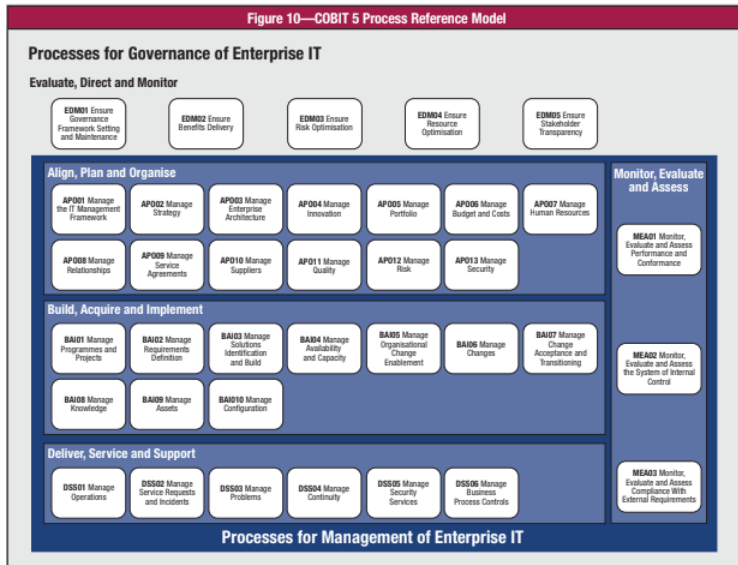 Figure 10—COBIT 5 Process Reference Model
Processes for Governance of Enterprise IT
Evaluate, Direct and Monitor
EDM01 Ensure
Governance
Framework Setting
and Maintenance
EDM02 Ensure
Benefits Delivery
EDM03 Ensure
Risk Optimisation
EDM04 Ensure
Resource
Optimisation
EDM05 Ensure
Stakeholder
Transparency
Align, Plan and Organise
APO01 Manage
the IT Management
Framework
APO02 Manage
Strategy
APO03 Manage
Enterprise
Architecture
APO04 Manage
Innovation
APO05 Manage
Portfolio
APO06 Manage
Budget and Costs
APO07 Manage
Human Resources
APO08 Manage
Relationships
APO09 Manage
Service
Agreements
APO10 Manage
Suppliers
APO11 Manage
Quality
APO12 Manage
Risk
APO13 Manage
Security
Build, Acquire and Implement
BAI01 Manage
Programmes and
Projects
BAI02 Manage
Requirements
Definition
BAI03 Manage
Solutions
Identification
and Build
BAI04 Manage
Availability
and Capacity
BAI05 Manage
Organisational
Change
Enablement
BAI06 Manage
Changes
BAI07 Manage
Change
Acceptance and
Transitioning
BAI08 Manage
Knowledge
BAI09 Manage
Assets
BAI010 Manage
Configuration
Deliver, Service and Support
DSS01 Manage
Operations
DSS02 Manage
Service Requests
and Incidents
DSS03 Manage
Problems
DSS04 Manage
Continuity
DSS05 Manage
Security
Services
DSS06 Manage
Business
Process Controls
Monitor, Evaluate
and Assess
MEA01 Monitor,
Evaluate and Assess
Performance and
Conformance
MEA02 Monitor,
Evaluate and Assess
the System of Internal
Control
MEA03 Monitor,
Evaluate and Assess
Compliance With
External Requirements
Processes for Management of Enterprise IT